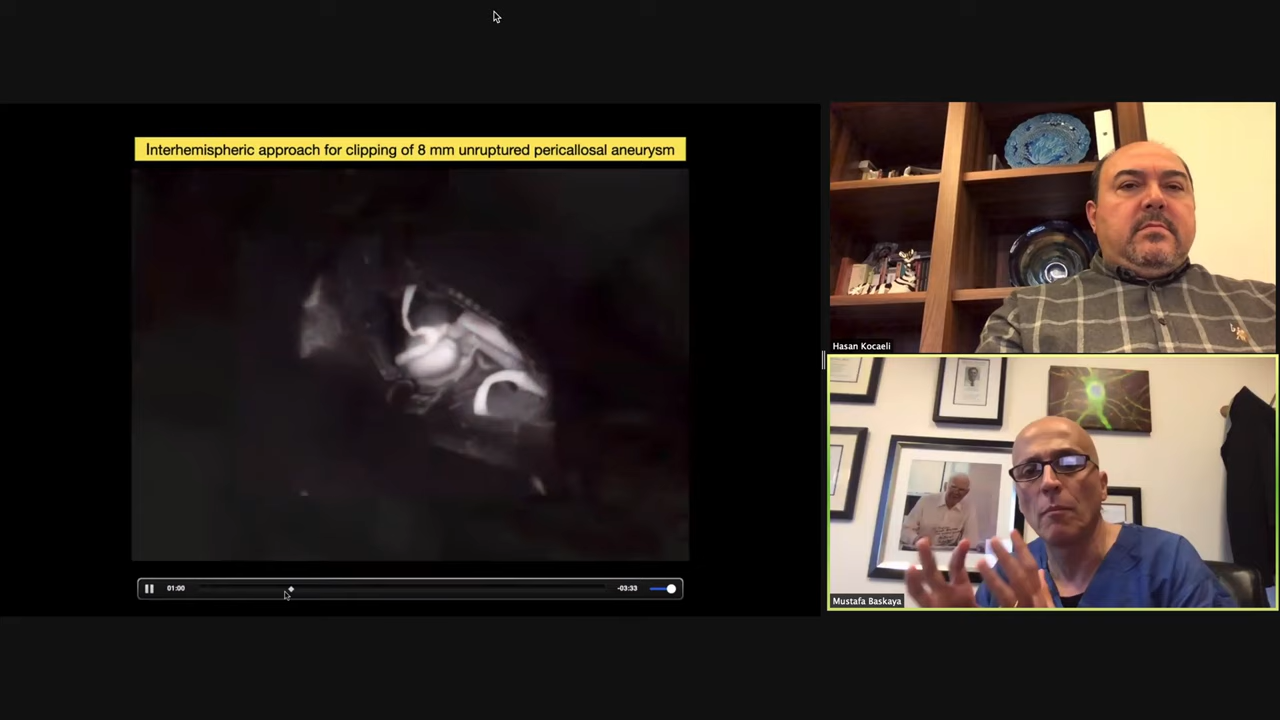 Interhemispheric approach for clipping of 8 mm unruptured pericallosal aneurysm
01:00
-03:33
Hasan Kocaeli
Mustafa Baskaya